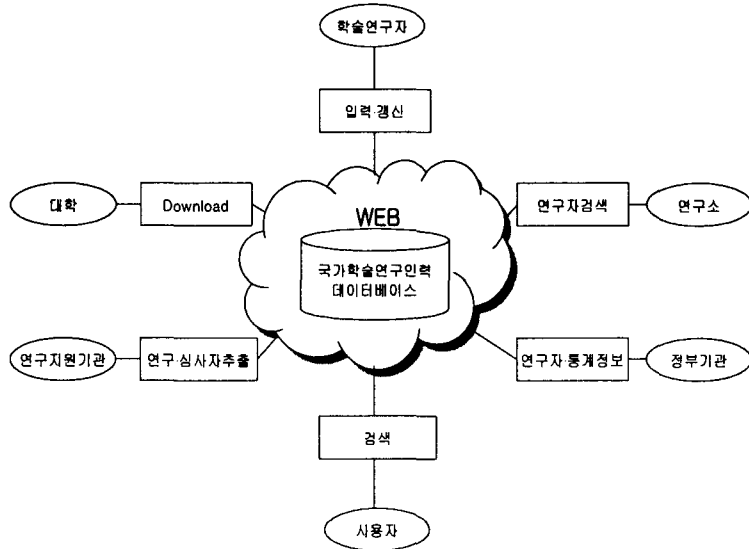 학술연구자
입력·갱신
대학
Download
WEB
연구자검색
연구소
국가학술연구인력
데이터베이스
연구지원기관
연구·심사자추출
연구자·통계정보
정부기관
검색
사용자